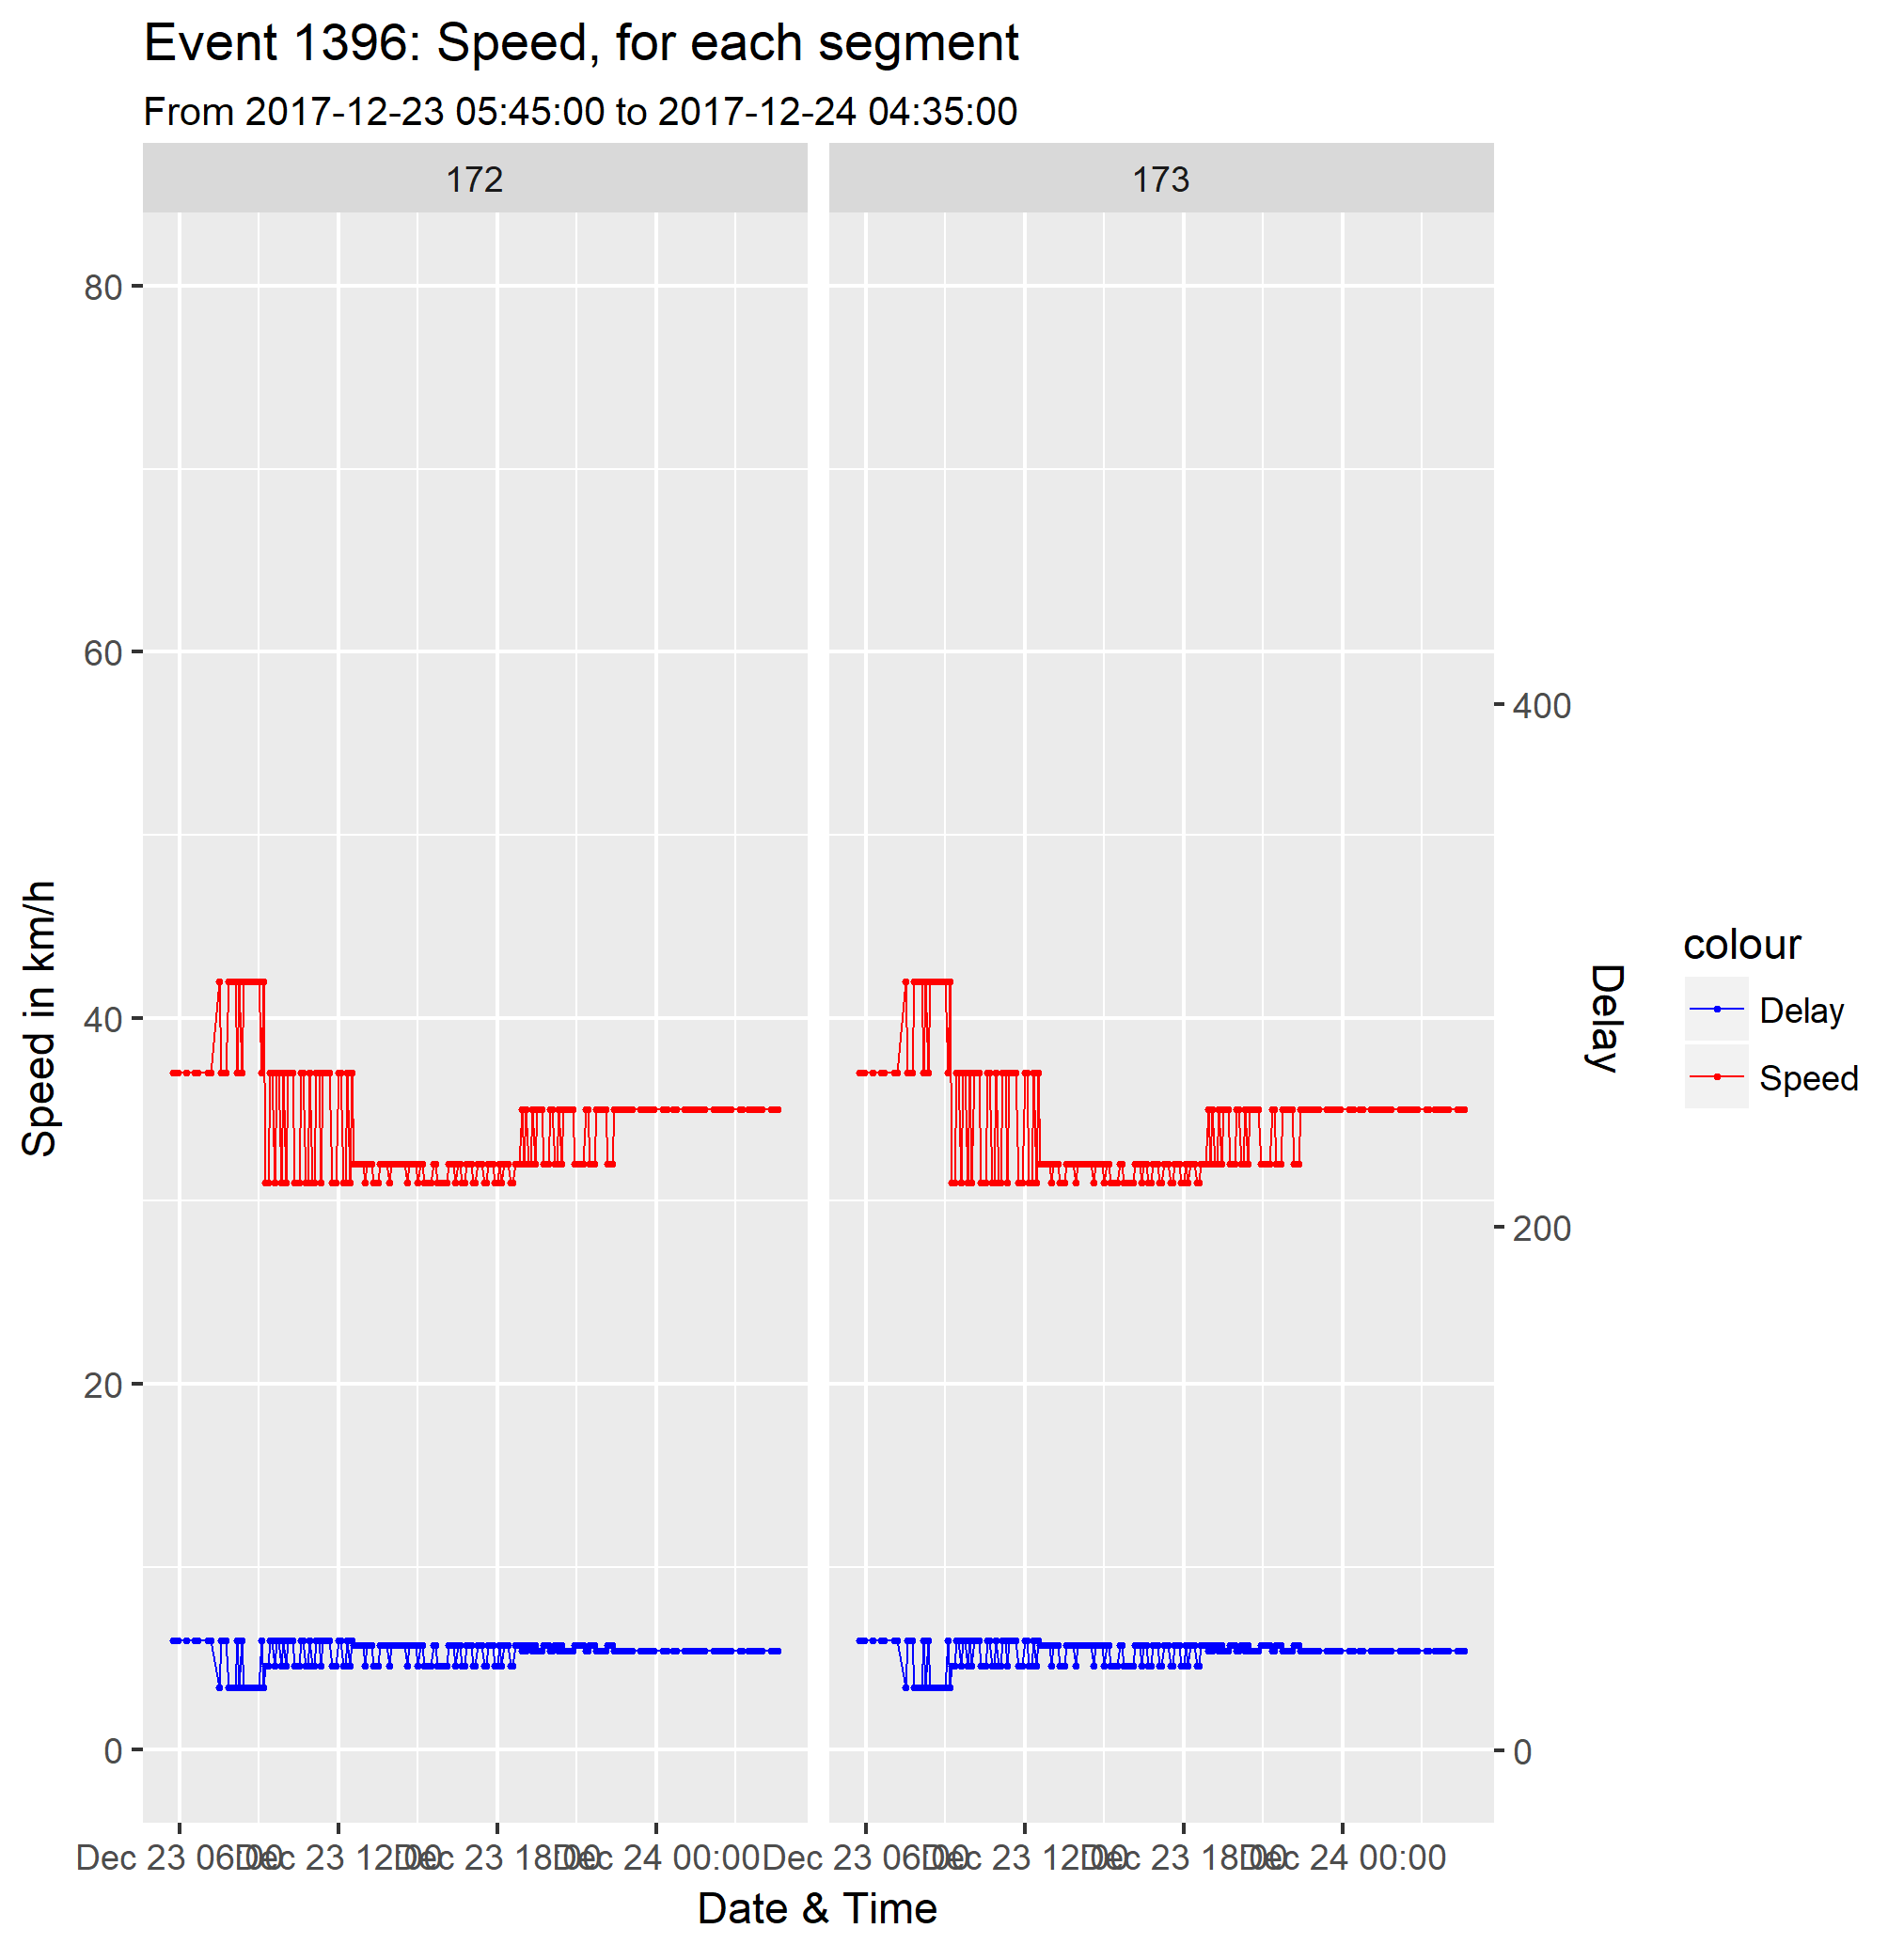 Event 1396: Speed, for each segment
From 2017-12-23 05:45:00 to 2017-12-24 04:35:00
172
173
80
60
40
20
0
Speed in km/h
400
200
0
Delay
colour
Delay
Speed
Dec 23 06:00
Dec 23 12:00
Dec 23 18:00
Dec 24 00:00
Dec 23 06:00
Dec 23 12:00
Dec 23 18:00
Dec 24 00:00
Date & Time